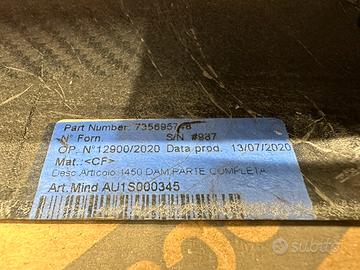 Part Number:
N° Forn. S/N #987
OP. N°12900/2020 Data prod. 13/07/2020
Mat.:<CF>
Desc.Articolo:1450 DAM,PARTE COMPLETA
Art.Mind AU1S000345
subito